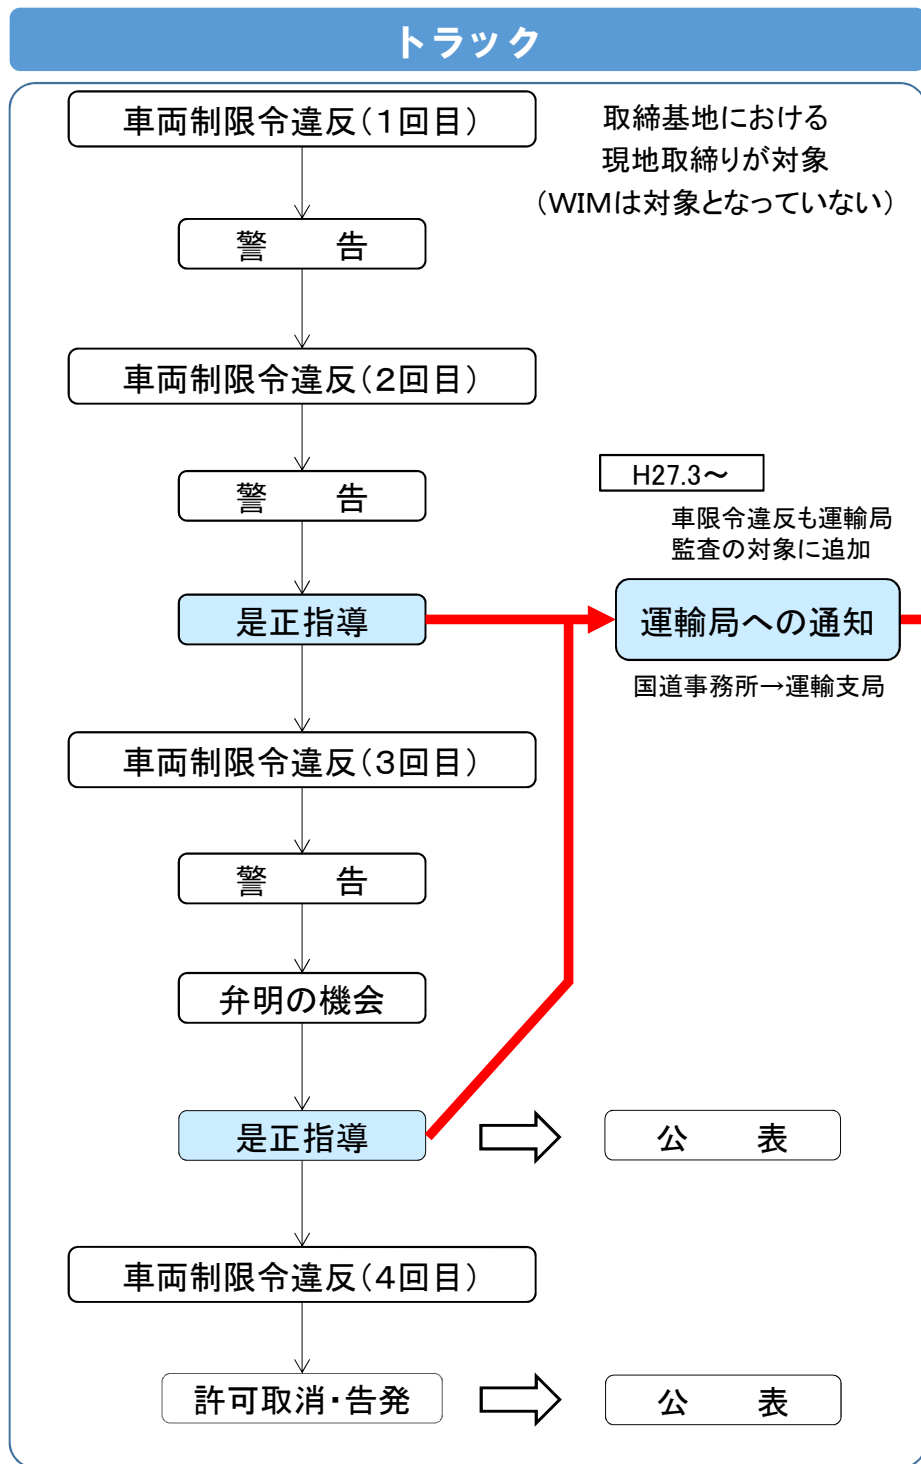 トラック
車両制限令違反（１回目）
取締基地における
現地取締りが対象
（WIMは対象となっていない）
警　　告
車両制限令違反（２回目）
警　　告
H27.3～
車限令違反も運輸局
監査の対象に追加
是正指導
運輸局への通知
国道事務所→運輸支局
車両制限令違反（３回目）
警　　告
弁明の機会
是正指導
公　　表
車両制限令違反（４回目）
許可取消・告発
公　　表